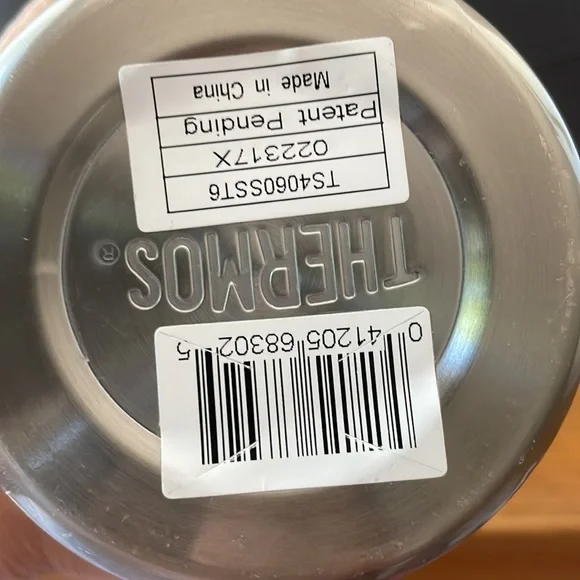 TS4060SST6
022317X
Patent Pending
Made in China
THERMOS®
0 41205 68302 5